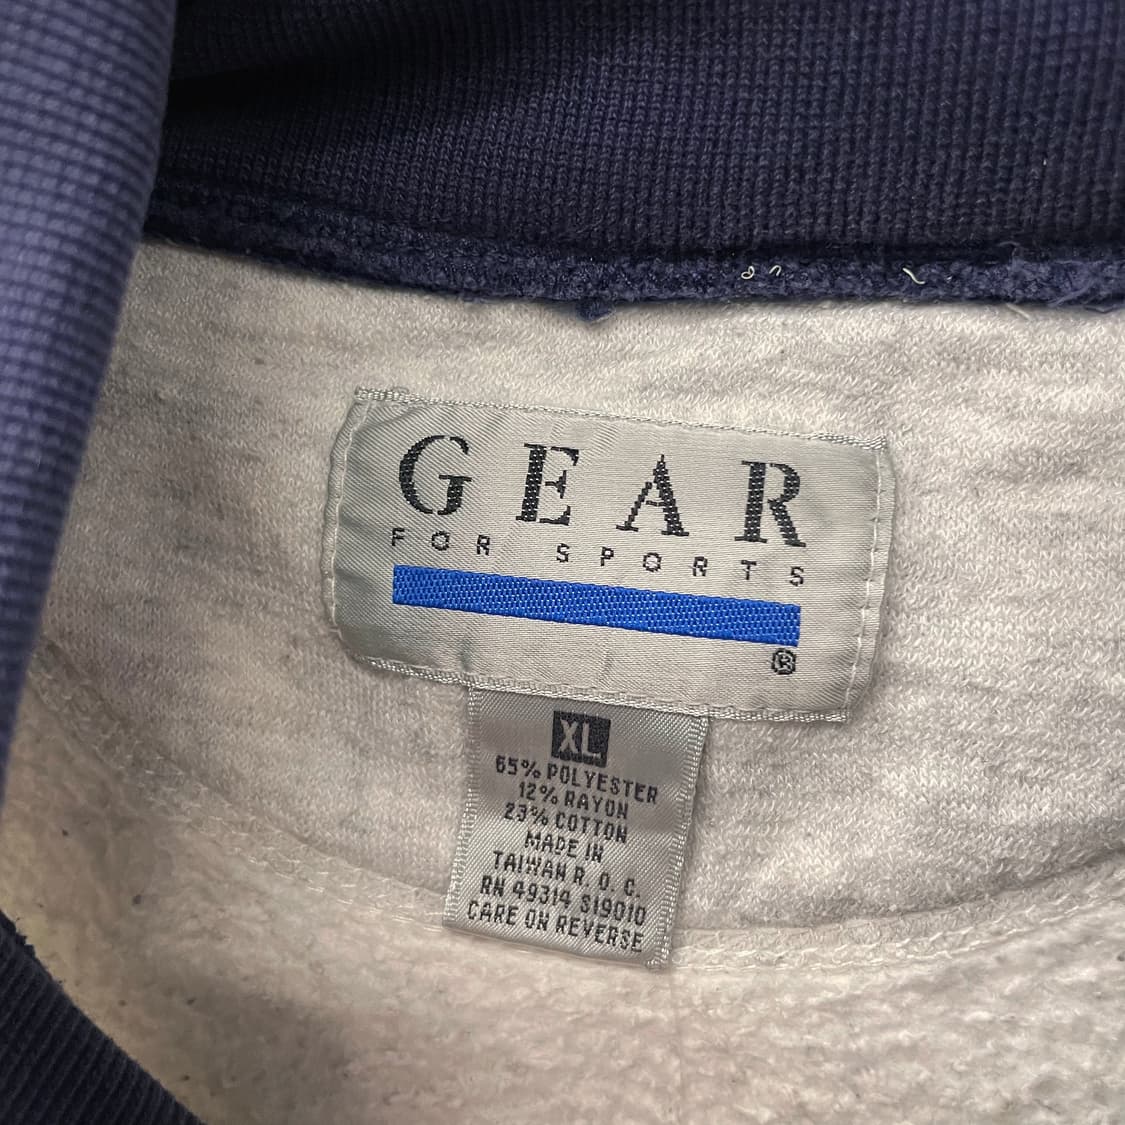 GEAR
FOR SPORTS
®
XL
65% POLYESTER
12% RAYON
23% COTTON
MADE IN
TAIWAN R. O. C.
RN 49314 S19010
CARE ON REVERSE